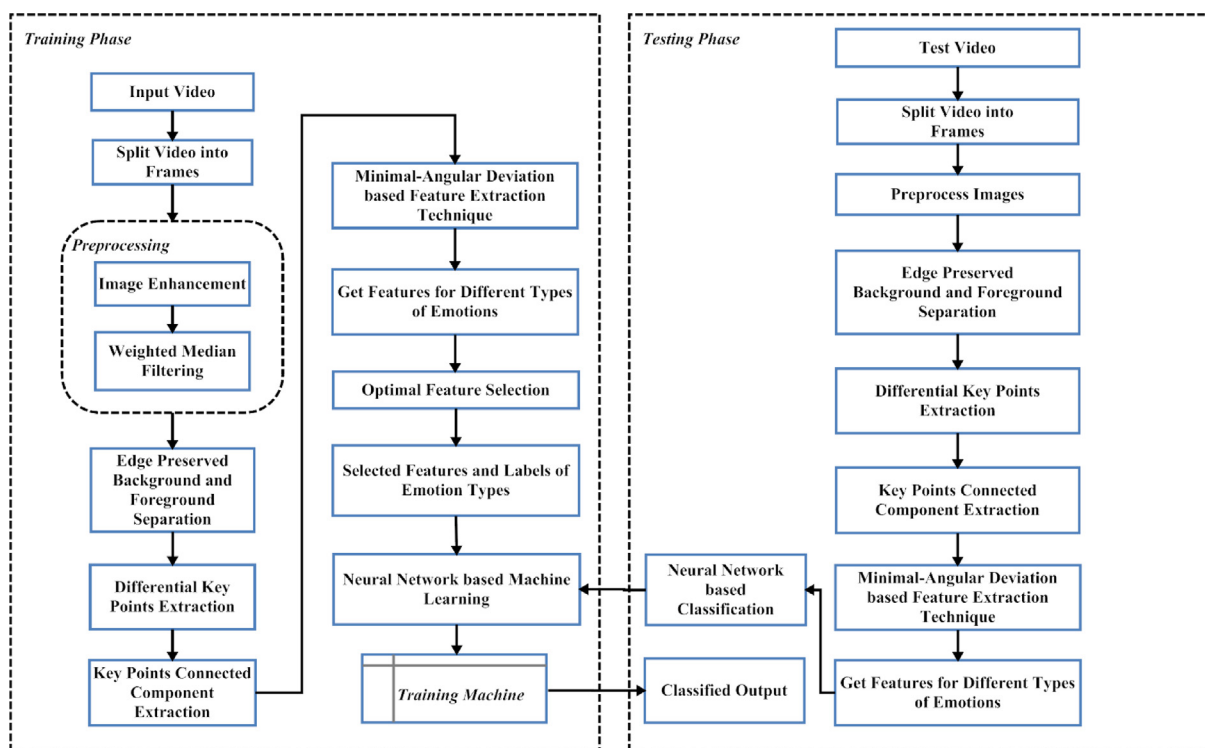 Training Phase
Input Video
Split Video into
Frames
Preprocessing
Image Enhancement
Weighted Median
Filtering
Edge Preserved
Background and
Foreground
Separation
Differential Key
Points Extraction
Key Points Connected
Component
Extraction
Minimal-Angular Deviation
based Feature Extraction
Technique
Get Features for Different Types
of Emotions
Optimal Feature Selection
Selected Features and Labels of
Emotion Types
Neural Network based Machine
Learning
Training Machine
Testing Phase
Test Video
Split Video into
Frames
Preprocess Images
Edge Preserved
Background and Foreground
Separation
Differential Key Points
Extraction
Key Points Connected
Component Extraction
Minimal-Angular Deviation
based Feature Extraction
Technique
Get Features for Different Types
of Emotions
Neural Network
based
Classification
Classified Output